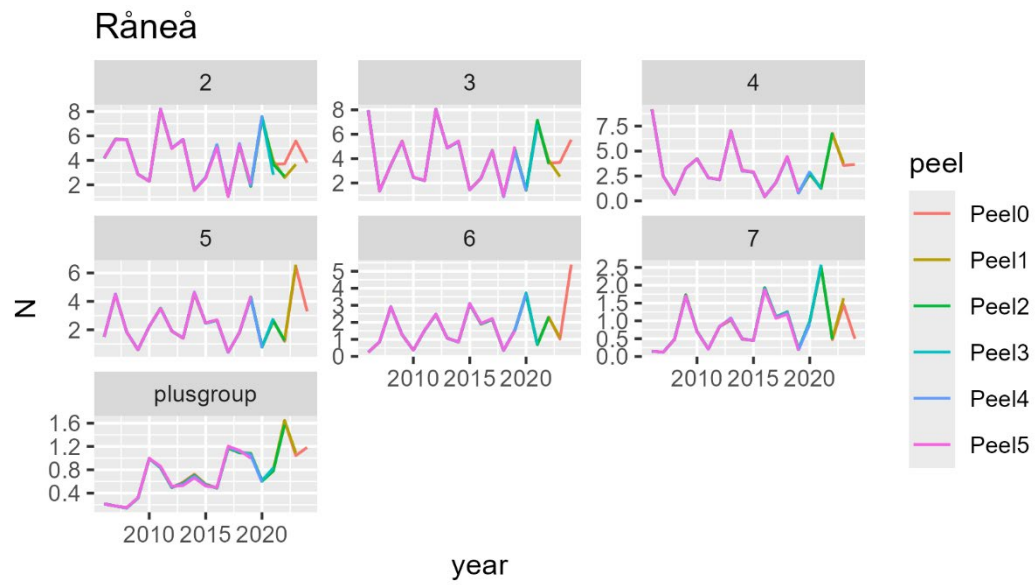 Råneå
2 3 4
8 6 4 2
8 6 4 2
7.5 5.0 2.5 0.0
5 6 7
6 4 2
5 4 3 2 1 0
2.5 2.0 1.5 1.0 0.5 0.0
2010 2015 2020
2010 2015 2020
plusgroup
1.6 1.2 0.8 0.4
2010 2015 2020
N
year
peel
Peel0
Peel1
Peel2
Peel3
Peel4
Peel5